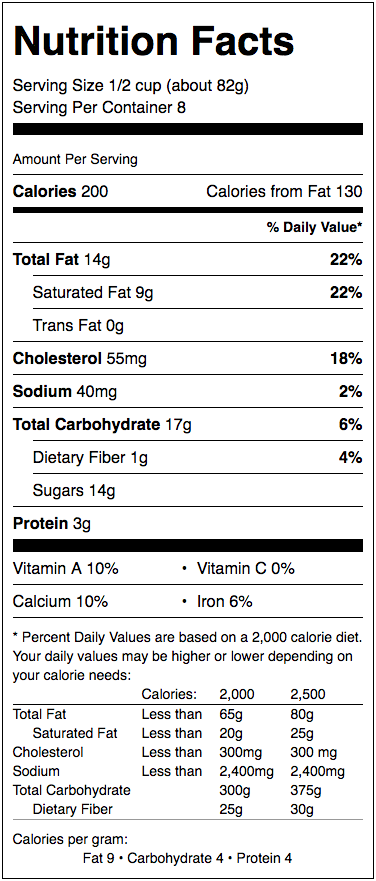 Nutrition Facts
Serving Size 1/2 cup (about 82g)
Serving Per Container 8
Amount Per Serving
Calories 200 Calories from Fat 130
% Daily Value*
Total Fat 14g 22%
Saturated Fat 9g 22%
Trans Fat 0g
Cholesterol 55mg 18%
Sodium 40mg 2%
Total Carbohydrate 17g 6%
Dietary Fiber 1g 4%
Sugars 14g
Protein 3g
Vitamin A 10% • Vitamin C 0%
Calcium 10% • Iron 6%
* Percent Daily Values are based on a 2,000 calorie diet.
Your daily values may be higher or lower depending on
your calorie needs:
Calories: 2,000 2,500
Total Fat Less than 65g 80g
Saturated Fat Less than 20g 25g
Cholesterol Less than 300mg 300 mg
Sodium Less than 2,400mg 2,400mg
Total Carbohydrate 300g 375g
Dietary Fiber 25g 30g
Calories per gram:
Fat 9 • Carbohydrate 4 • Protein 4